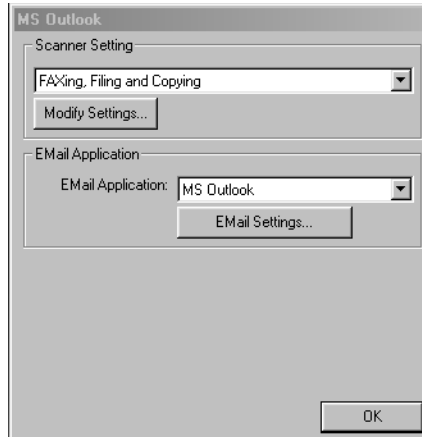 MS Outlook
Scanner Setting
FAXing, Filing and Copying
Modify Settings...
EMail Application
EMail Application: MS Outlook
EMail Settings...
OK